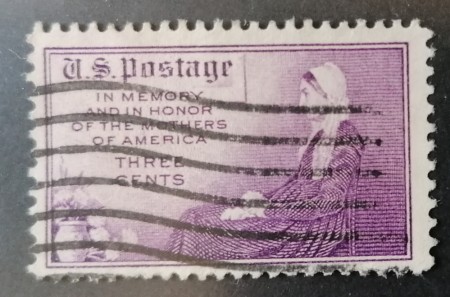 U.S. Postage
IN MEMORY
AND IN HONOR
OF THE MOTHERS
OF AMERICA
THREE
CENTS